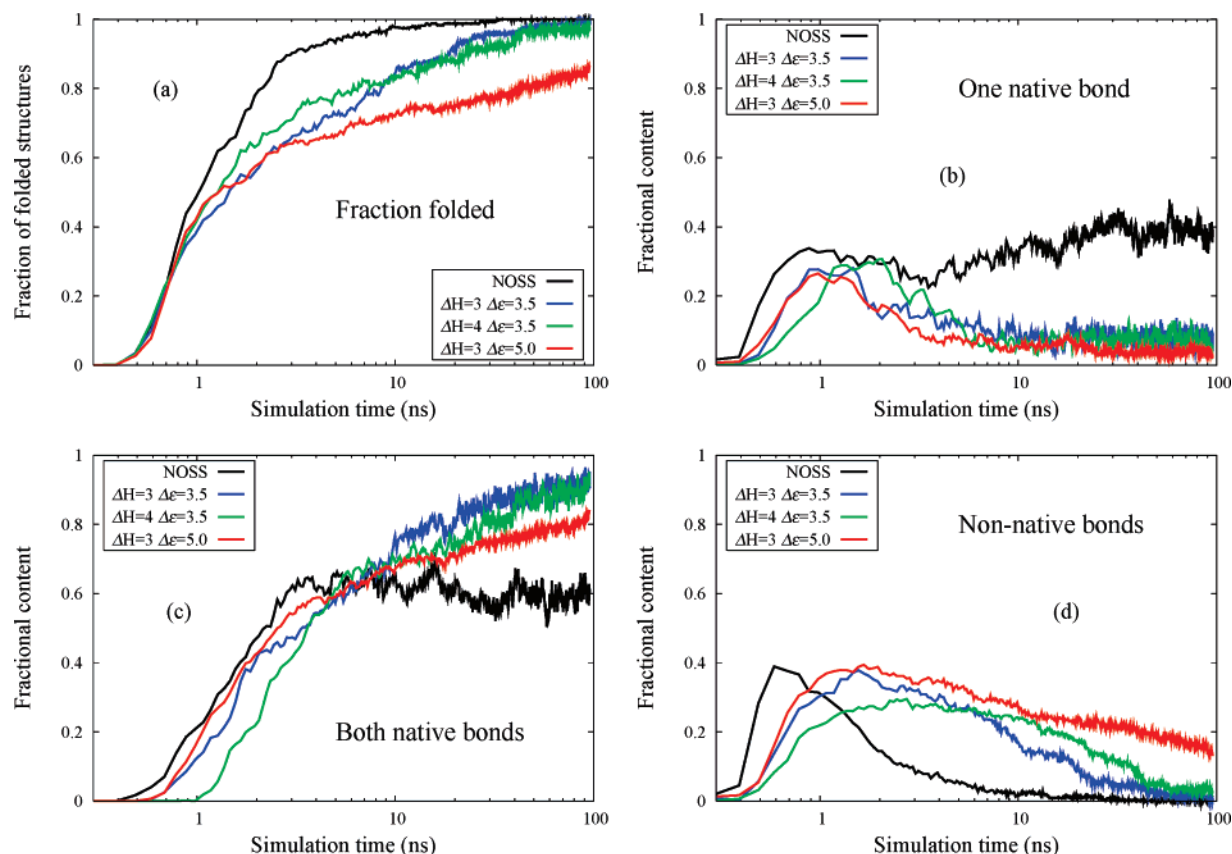 1
0.8
0.6
0.4
0.2
0
Fraction of folded structures
(a)
Fraction folded
NOSS
ΔH=3 Δε=3.5
ΔH=4 Δε=3.5
ΔH=3 Δε=5.0
1
10
100
Simulation time (ns)
1
0.8
0.6
0.4
0.2
0
Fractional content
NOSS
ΔH=3 Δε=3.5
ΔH=4 Δε=3.5
ΔH=3 Δε=5.0
One native bond
(b)
1
10
100
Simulation time (ns)
1
0.8
0.6
0.4
0.2
0
Fractional content
NOSS
ΔH=3 Δε=3.5
ΔH=4 Δε=3.5
ΔH=3 Δε=5.0
(c)
Both native bonds
1
10
100
Simulation time (ns)
1
0.8
0.6
0.4
0.2
0
Fractional content
NOSS
ΔH=3 Δε=3.5
ΔH=4 Δε=3.5
ΔH=3 Δε=5.0
Non-native bonds
(d)
1
10
100
Simulation time (ns)